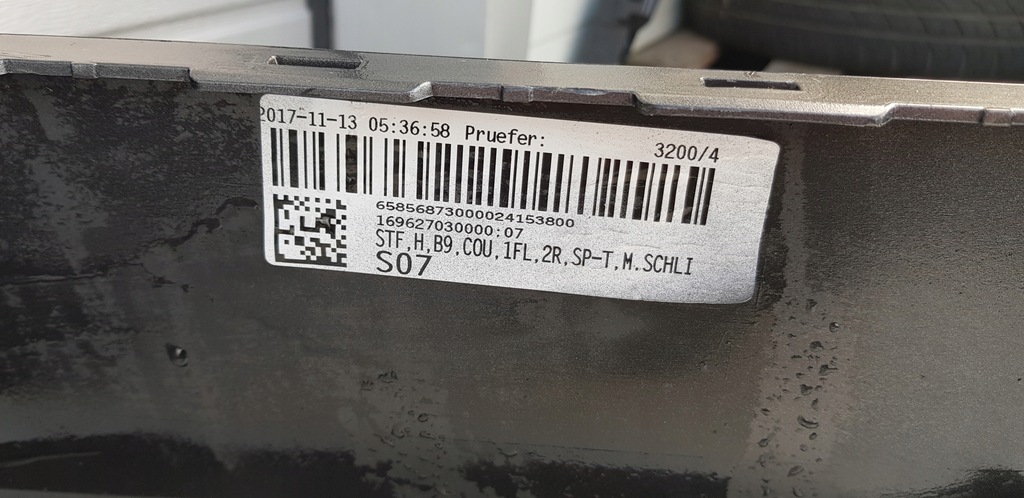 2017-11-13 05:36:58 Pruefer: 3200/4
65856873000024153800
169627030000:07
STF,H,B9,COU,1FL,2R,SP-T,M.SCHLI
S07